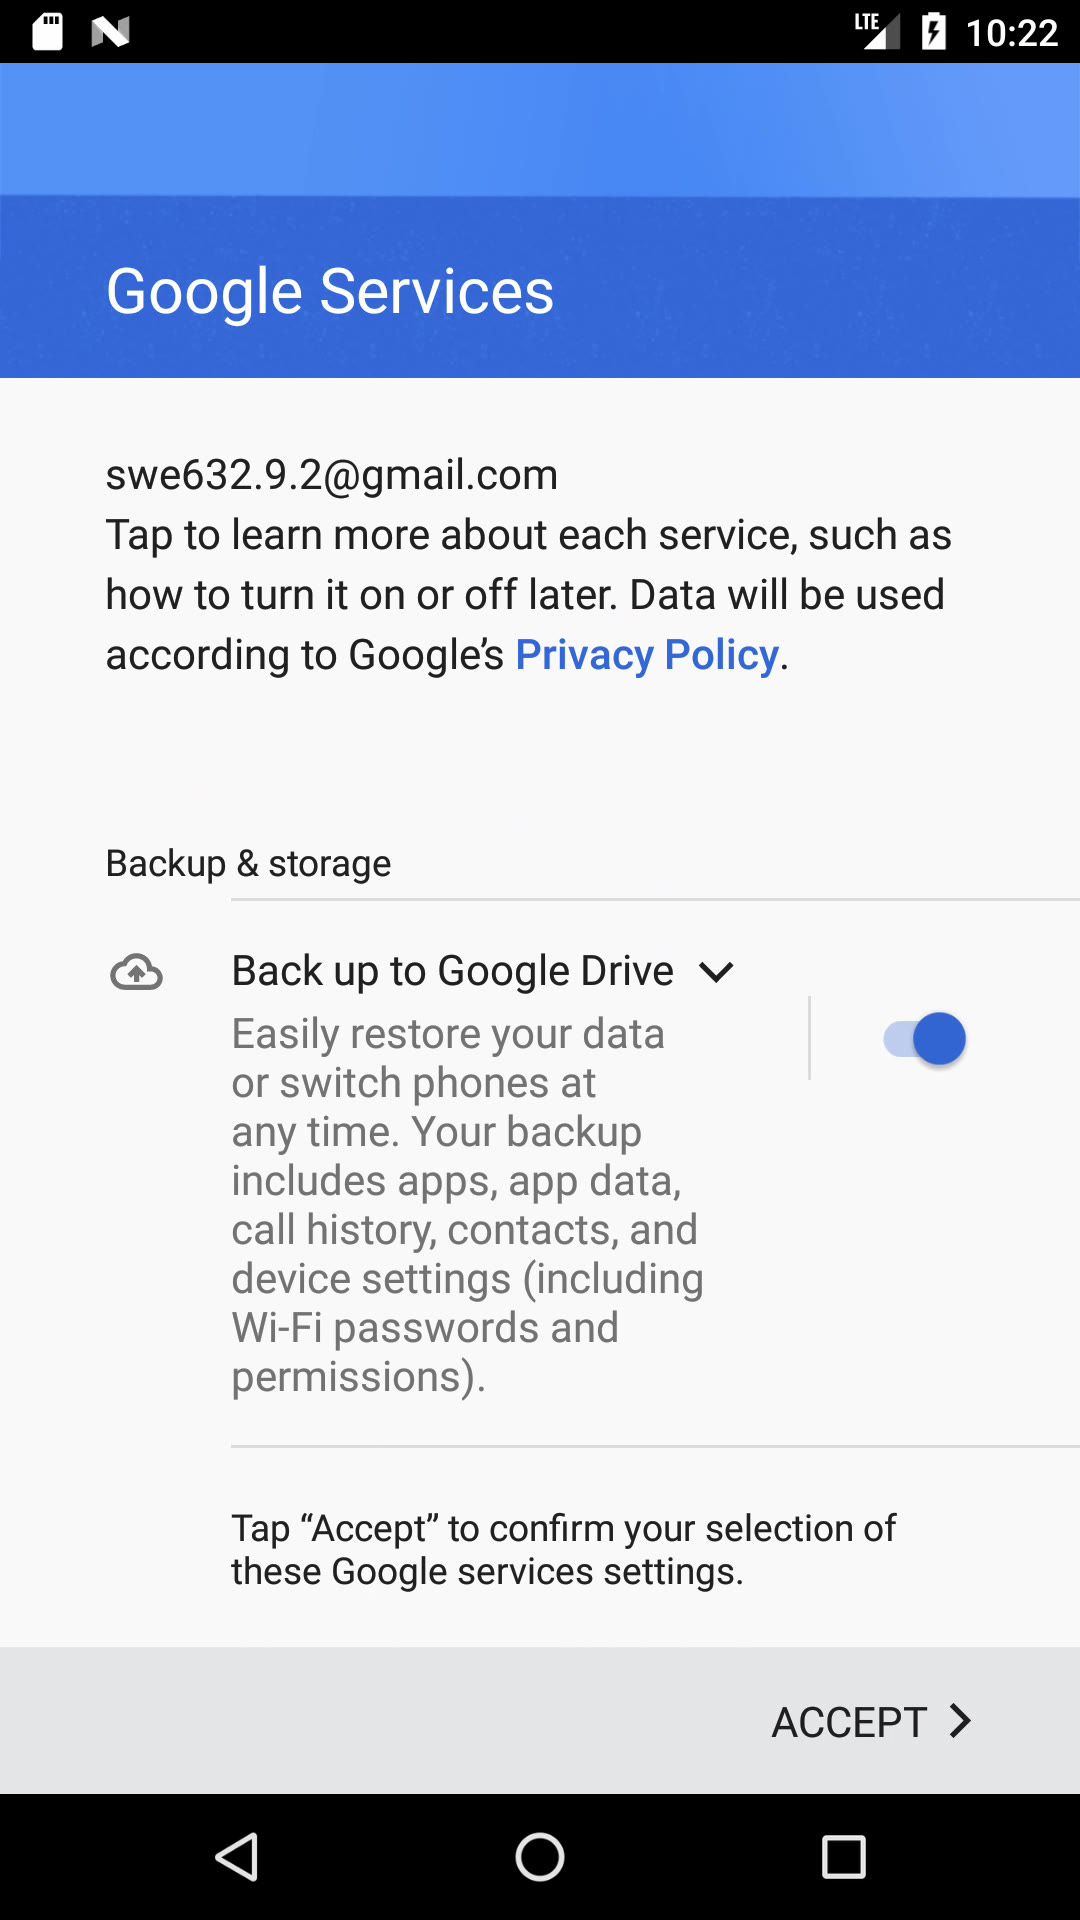 LTE 10:22
Google Services
swe632.9.2@gmail.com
Tap to learn more about each service, such as
how to turn it on or off later. Data will be used
according to Google’s Privacy Policy.
Backup & storage
Back up to Google Drive
Easily restore your data
or switch phones at
any time. Your backup
includes apps, app data,
call history, contacts, and
device settings (including
Wi-Fi passwords and
permissions).
Tap “Accept” to confirm your selection of
these Google services settings.
ACCEPT